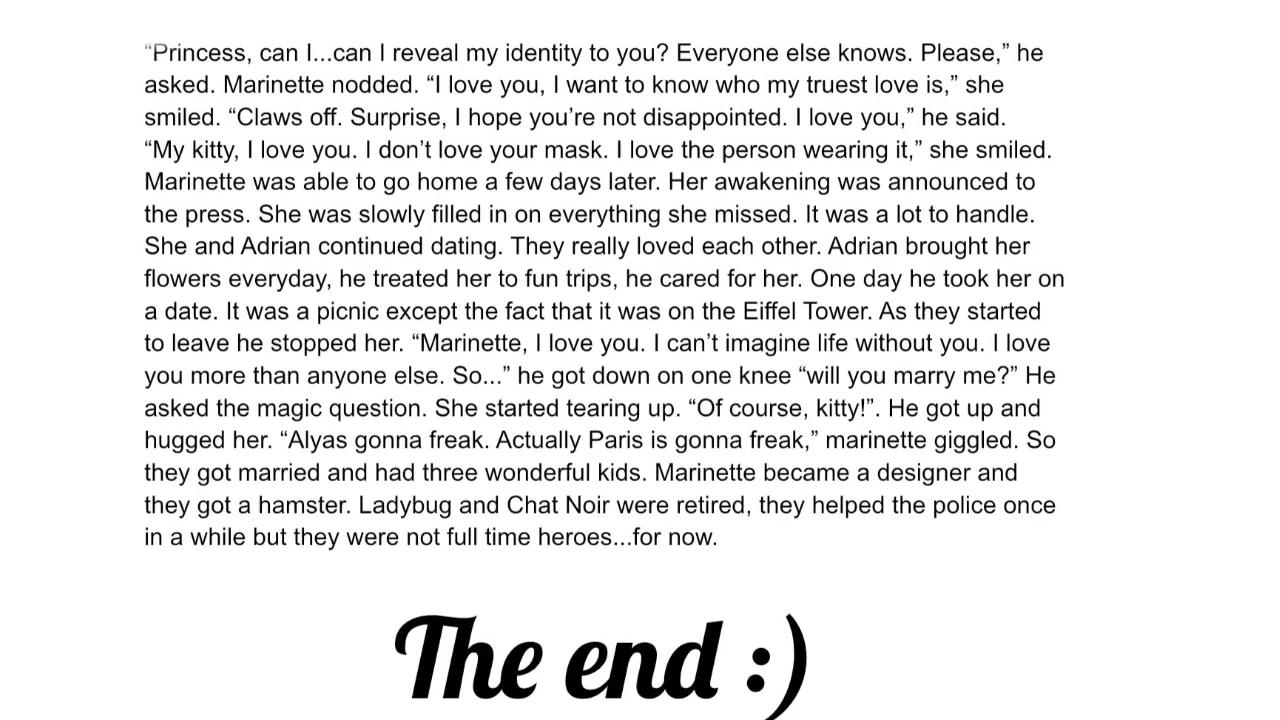 “Princess, can I...can I reveal my identity to you? Everyone else knows. Please,” he
asked. Marinette nodded. “I love you, I want to know who my truest love is,” she
smiled. “Claws off. Surprise, I hope you’re not disappointed. I love you,” he said.
“My kitty, I love you. I don’t love your mask. I love the person wearing it,” she smiled.
Marinette was able to go home a few days later. Her awakening was announced to
the press. She was slowly filled in on everything she missed. It was a lot to handle.
She and Adrian continued dating. They really loved each other. Adrian brought her
flowers everyday, he treated her to fun trips, he cared for her. One day he took her on
a date. It was a picnic except the fact that it was on the Eiffel Tower. As they started
to leave he stopped her. “Marinette, I love you. I can’t imagine life without you. I love
you more than anyone else. So...” he got down on one knee “will you marry me?” He
asked the magic question. She started tearing up. “Of course, kitty!”. He got up and
hugged her. “Alyas gonna freak. Actually Paris is gonna freak,” marinette giggled. So
they got married and had three wonderful kids. Marinette became a designer and
they got a hamster. Ladybug and Chat Noir were retired, they helped the police once
in a while but they were not full time heroes...for now.
The end :)